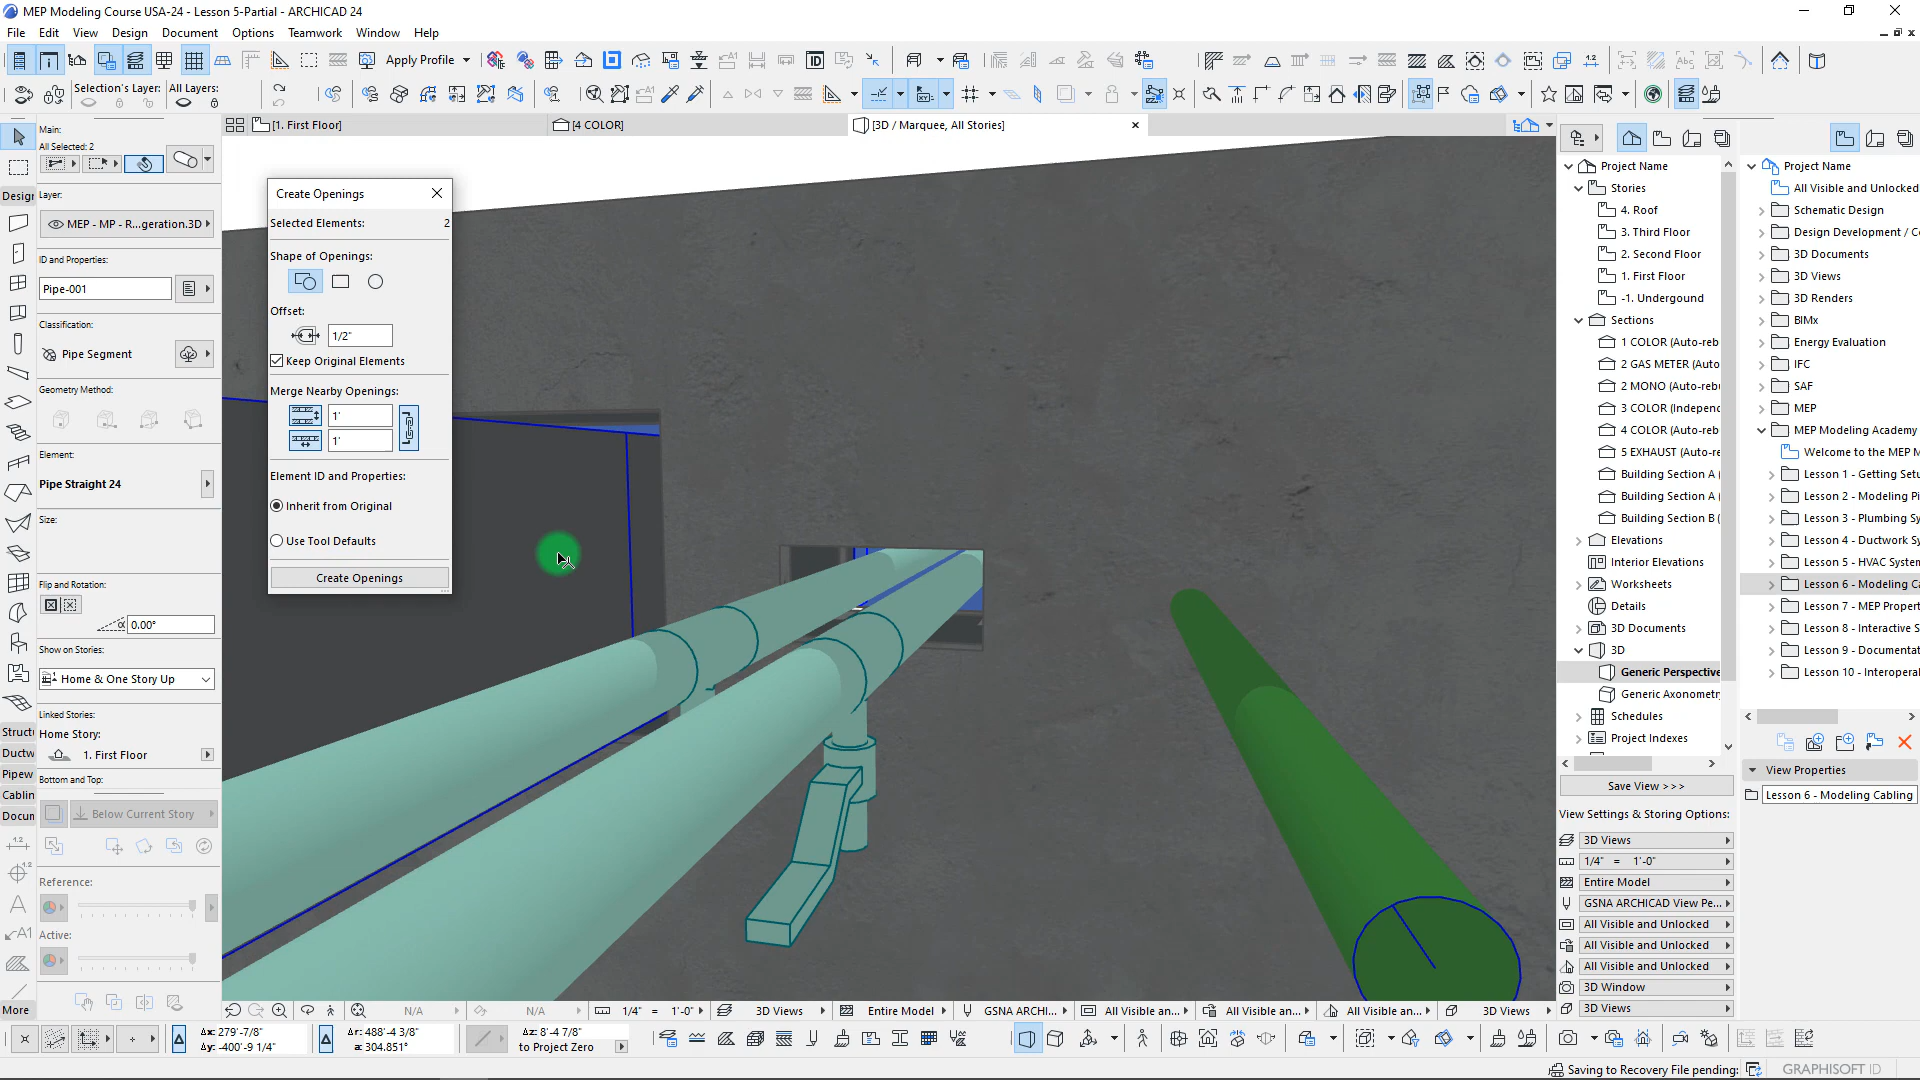 MEP Modeling Course USA-24 - Lesson 5-Partial - ARCHICAD 24
File Edit View Design Document Options Teamwork Window Help
Apply Profile
Selection's Layer: All Layers:
[1. First Floor] [4 COLOR] [3D / Marquee, All Stories]
Main:
All Selected: 2
Design
Layer:
MEP - MP - R...geration.3D
ID and Properties:
Pipe-001
Classification:
Pipe Segment
Geometry Method:
Element:
Pipe Straight 24
Size:
Flip and Rotation:
0.00°
Show on Stories:
Home & One Story Up
Linked Stories:
Home Story:
1. First Floor
Bottom and Top:
Below Current Story
Reference:
Active:
Struct
Ductw
Pipew
Cablin
Docum
More
Create Openings
Selected Elements: 2
Shape of Openings:
Offset:
1/2"
Keep Original Elements
Merge Nearby Openings:
1'
1'
Element ID and Properties:
Inherit from Original
Use Tool Defaults
Create Openings
Project Name
Stories
4. Roof
3. Third Floor
2. Second Floor
1. First Floor
-1. Undergound
Sections
1 COLOR (Auto-reb
2 GAS METER (Auto
2 MONO (Auto-reb
3 COLOR (Independ
4 COLOR (Auto-reb
5 EXHAUST (Auto-re
Building Section A (
Building Section A (
Building Section B (
Elevations
Interior Elevations
Worksheets
Details
3D Documents
3D
Generic Perspective
Generic Axonometr
Schedules
Project Indexes
Save View >>>
View Settings & Storing Options:
3D Views
1/4" = 1'-0"
Entire Model
GSNA ARCHICAD View Pe...
All Visible and Unlocked
All Visible and Unlocked
All Visible and Unlocked
3D Window
3D Views
Project Name
All Visible and Unlocked
Schematic Design
Design Development / C
3D Documents
3D Views
3D Renders
BIMx
Energy Evaluation
IFC
SAF
MEP
MEP Modeling Academy
Welcome to the MEP M
Lesson 1 - Getting Setu
Lesson 2 - Modeling Pi
Lesson 3 - Plumbing Sy
Lesson 4 - Ductwork Sy
Lesson 5 - HVAC System
Lesson 6 - Modeling Ca
Lesson 7 - MEP Propert
Lesson 8 - Interactive S
Lesson 9 - Documentat
Lesson 10 - Interopera
View Properties
Lesson 6 - Modeling Cabling
N/A N/A 1/4" = 1'-0" 3D Views Entire Model GSNA ARCHI... All Visible an... All Visible an... All Visible an... 3D Views
Δx: 279'-7/8" Δr: 488'-4 3/8" Δz: 8'-4 7/8"
Δy: -400'-9 1/4" a: 304.851° to Project Zero
Saving to Recovery File pending: GRAPHISOFT ID